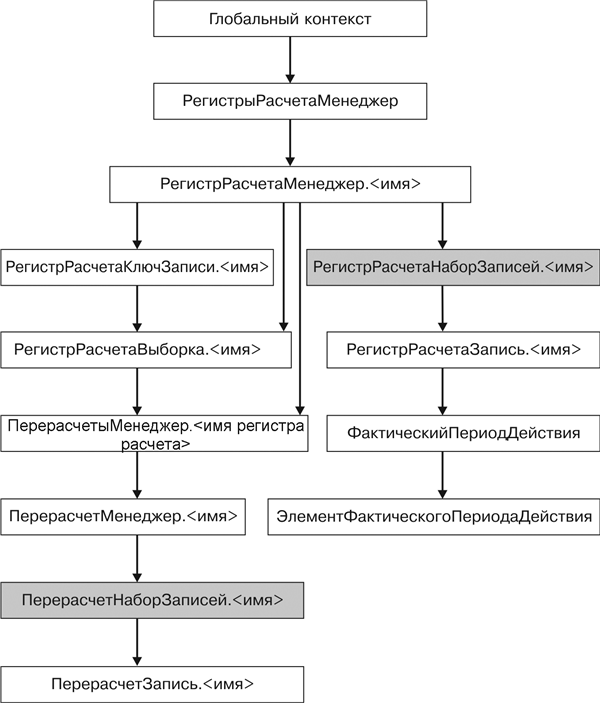 Глобальный контекст
РегистрыРасчетаМенеджер
РегистрРасчетаМенеджер.<имя>
РегистрРасчетаКлючЗаписи.<имя>
РегистрРасчетаНаборЗаписей.<имя>
РегистрРасчетаВыборка.<имя>
РегистрРасчетаЗапись.<имя>
ПерерасчетыМенеджер.<имя регистра
расчета>
ФактическийПериодДействия
ПерерасчетМенеджер.<имя>
ЭлементФактическогоПериодаДействия
ПерерасчетНаборЗаписей.<имя>
ПерерасчетЗапись.<имя>